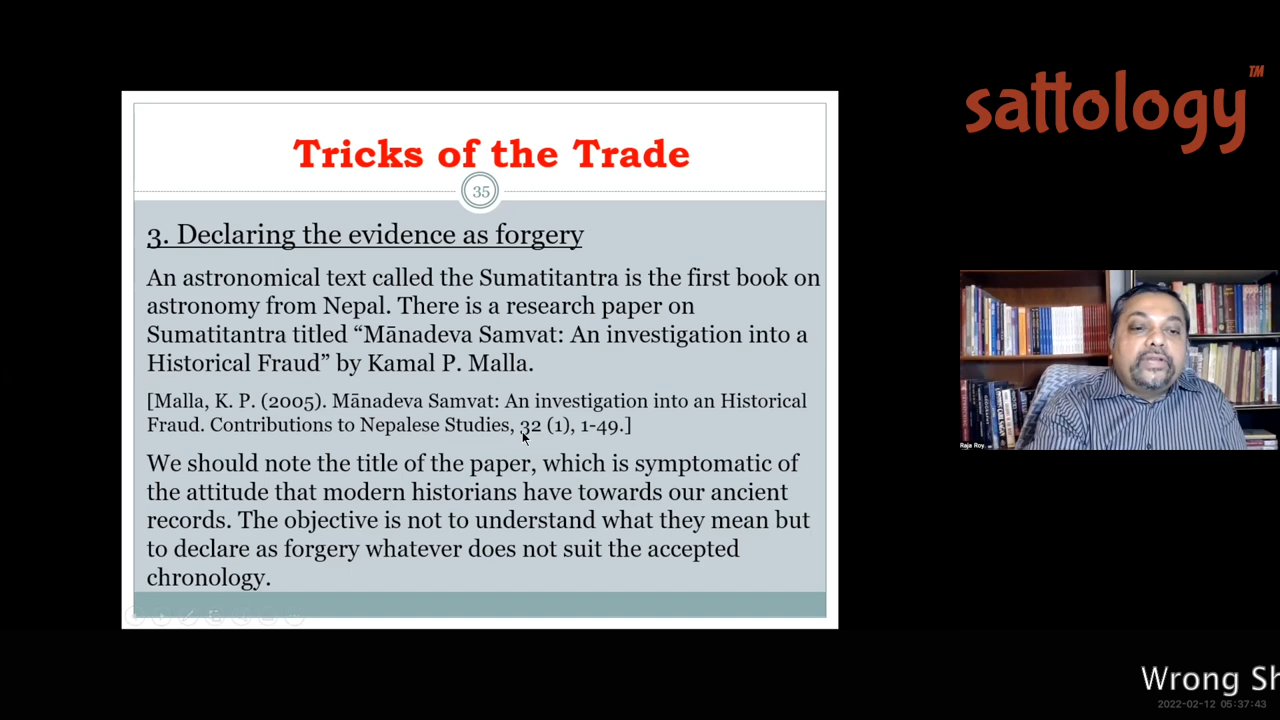 sattology™
Tricks of the Trade
35
3. Declaring the evidence as forgery
An astronomical text called the Sumatitantra is the first book on
astronomy from Nepal. There is a research paper on
Sumatitantra titled “Mānadeva Samvat: An investigation into a
Historical Fraud” by Kamal P. Malla.
[Malla, K. P. (2005). Mānadeva Samvat: An investigation into an Historical
Fraud. Contributions to Nepalese Studies, 32 (1), 1-49.]
We should note the title of the paper, which is symptomatic of
the attitude that modern historians have towards our ancient
records. The objective is not to understand what they mean but
to declare as forgery whatever does not suit the accepted
chronology.
Raja Roy
Wrong Sh
2022-02-12 05:37:43